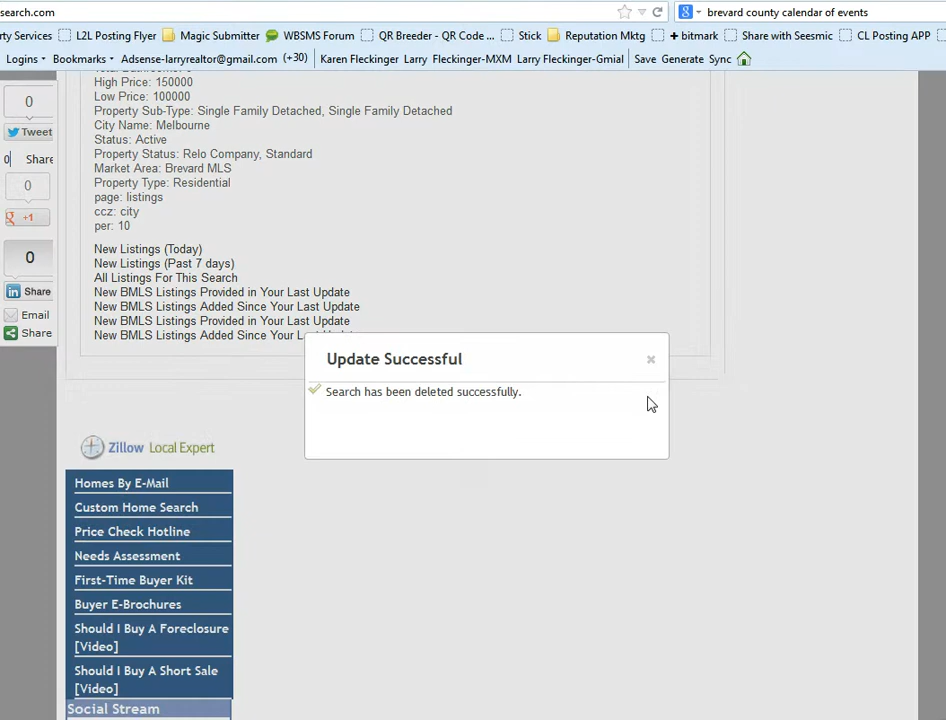 search.com
brevard county calendar of events
rty Services L2L Posting Flyer Magic Submitter WBSMS Forum QR Breeder - QR Code ... Stick Reputation Mktg + bitmark Share with Seesmic CL Posting APP
Logins Bookmarks Adsense-larryrealtor@gmail.com (+30) Karen Fleckinger Larry Fleckinger-MXM Larry Fleckinger-Gmial Save Generate Sync
High Price: 150000
Low Price: 100000
Property Sub-Type: Single Family Detached, Single Family Detached
City Name: Melbourne
Status: Active
Property Status: Relo Company, Standard
Market Area: Brevard MLS
Property Type: Residential
page: listings
ccz: city
per: 10
New Listings (Today)
New Listings (Past 7 days)
All Listings For This Search
New BMLS Listings Provided in Your Last Update
New BMLS Listings Added Since Your Last Update
New BMLS Listings Provided in Your Last Update
New BMLS Listings Added Since Your
0
Tweet
0 Share
0
+1
0
in Share
Email
Share
Update Successful
Search has been deleted successfully.
Zillow Local Expert
Homes By E-Mail
Custom Home Search
Price Check Hotline
Needs Assessment
First-Time Buyer Kit
Buyer E-Brochures
Should I Buy A Foreclosure
[Video]
Should I Buy A Short Sale
[Video]
Social Stream